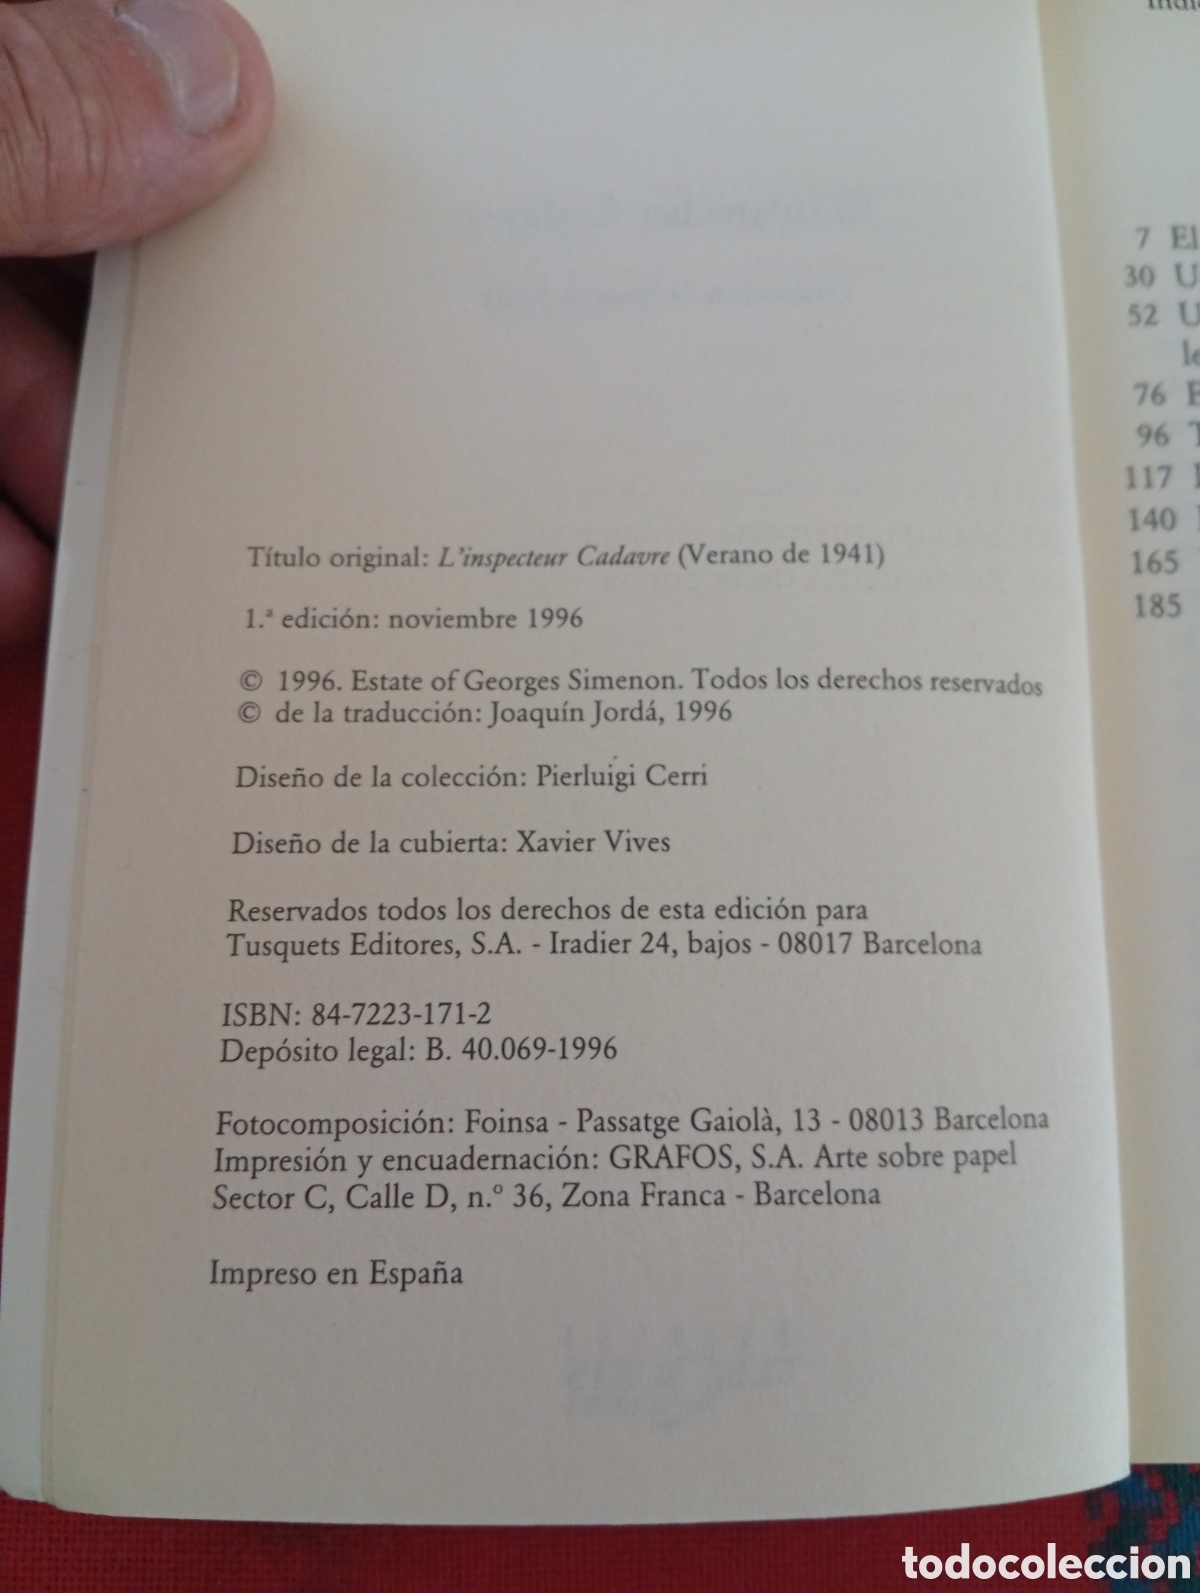 Título original: L'inspecteur Cadavre (Verano de 1941)
1.ª edición: noviembre 1996
© 1996. Estate of Georges Simenon. Todos los derechos reservados
© de la traducción: Joaquín Jordá, 1996
Diseño de la colección: Pierluigi Cerri
Diseño de la cubierta: Xavier Vives
Reservados todos los derechos de esta edición para
Tusquets Editores, S.A. - Iradier 24, bajos - 08017 Barcelona
ISBN: 84-7223-171-2
Depósito legal: B. 40.069-1996
Fotocomposición: Foinsa - Passatge Gaiolà, 13 - 08013 Barcelona
Impresión y encuadernación: GRAFOS, S.A. Arte sobre papel
Sector C, Calle D, n.º 36, Zona Franca - Barcelona
Impreso en España
7 El
30 U
52 U
le
76 E
96 T
117
140
165
185
todocoleccion